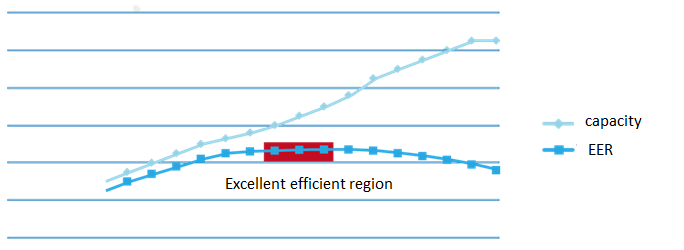 capacity
EER
Excellent efficient region